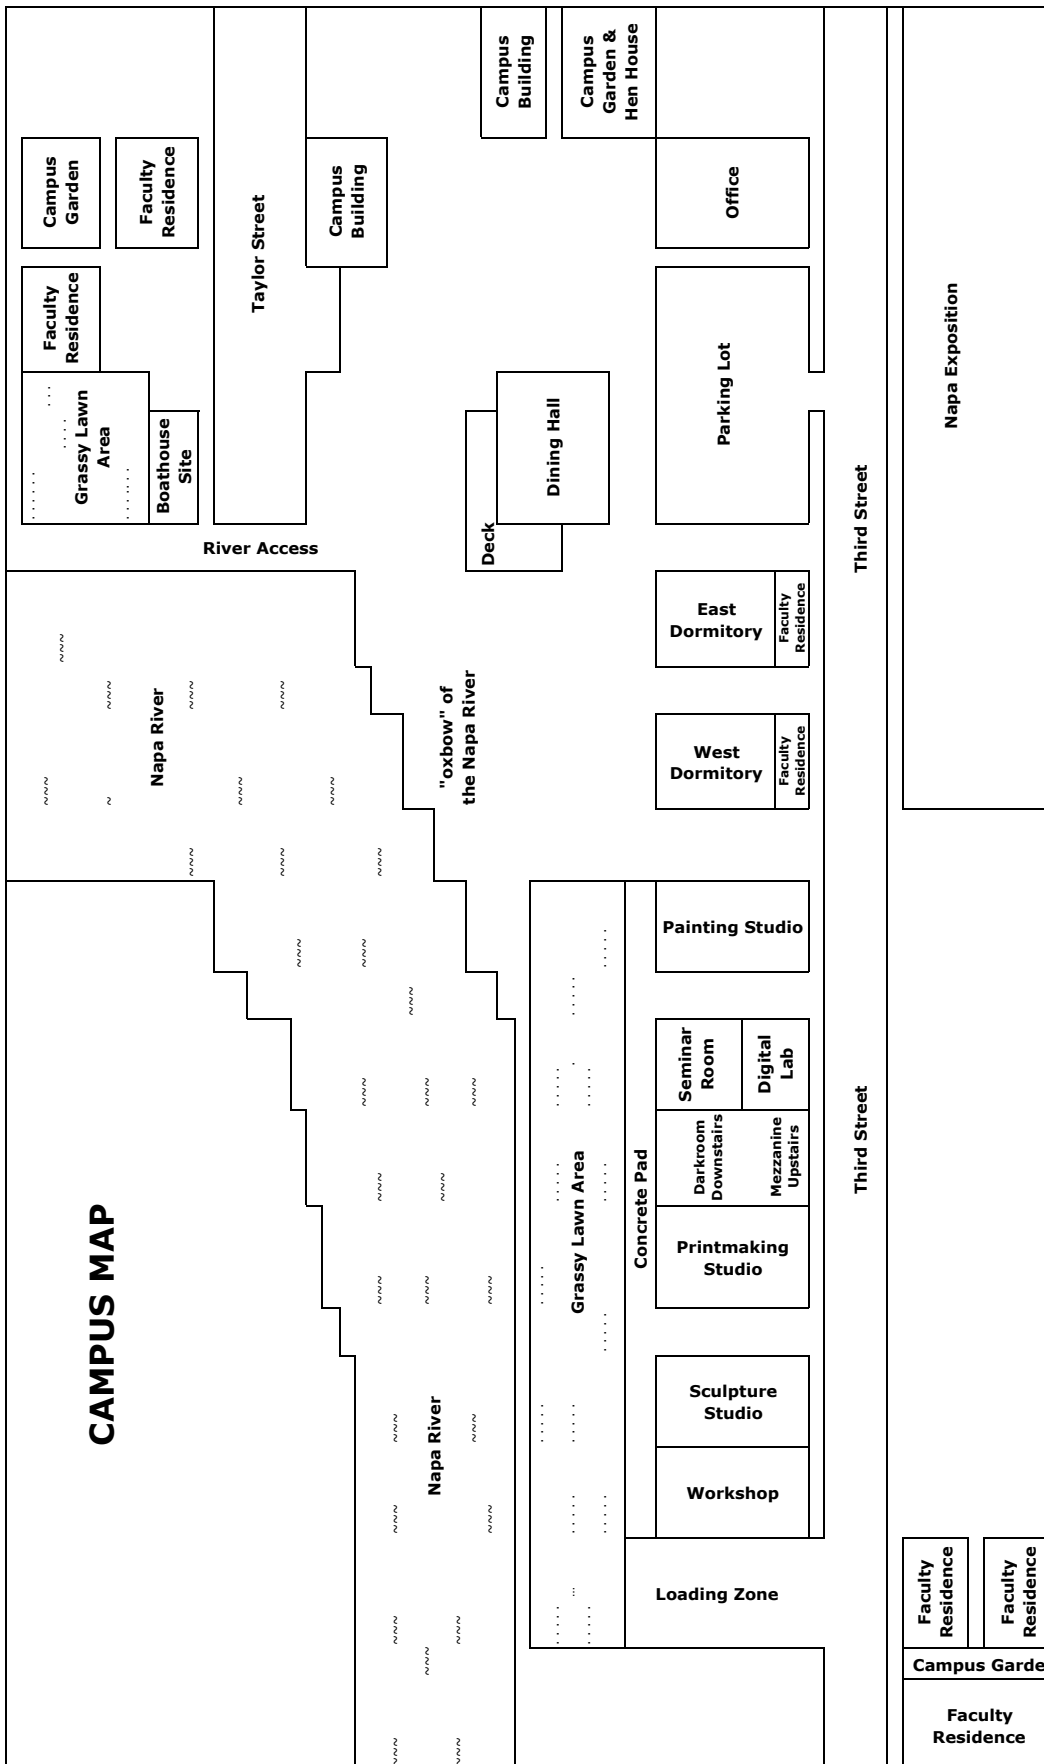 CAMPUS MAP
Campus
Garden
Faculty
Residence
Faculty
Residence
Grassy Lawn
Area
Boathouse
Site
Taylor Street
River Access
Campus
Building
Campus
Building
Campus
Garden &
Hen House
Office
Parking Lot
Dining Hall
Deck
Napa Exposition
Third Street
East
Dormitory
Faculty
Residence
West
Dormitory
Faculty
Residence
Napa River
"oxbow" of
the Napa River
Painting Studio
Seminar
Room
Digital
Lab
Darkroom
Downstairs
Mezzanine
Upstairs
Printmaking
Studio
Concrete Pad
Grassy Lawn Area
Third Street
Sculpture
Studio
Workshop
Napa River
Loading Zone
Faculty
Residence
Faculty
Residence
Campus Garde
Faculty
Residence